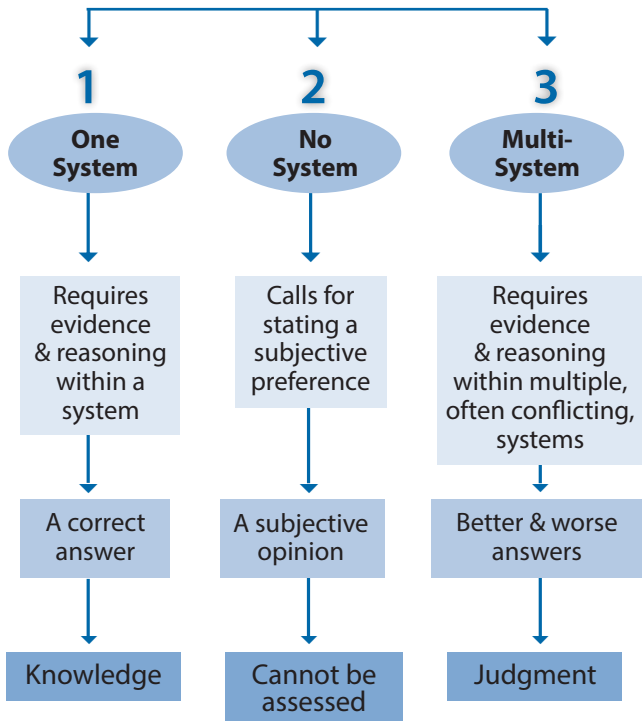 1
One
System
Requires
evidence
& reasoning
within a
system
A correct
answer
Knowledge
2
No
System
Calls for
stating a
subjective
preference
A subjective
opinion
Cannot be
assessed
3
Multi-
System
Requires
evidence
& reasoning
within multiple,
often conflicting,
systems
Better & worse
answers
Judgment